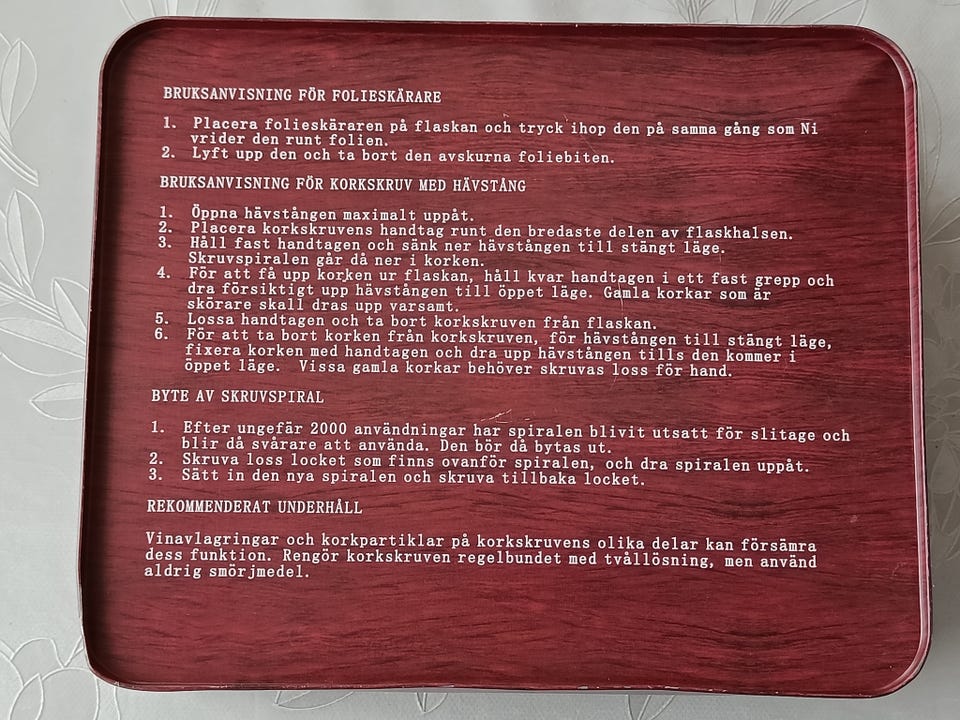 BRUKSANVISNING FÖR FOLIESKÄRARE
1. Placera folieskäraren på flaskan och tryck ihop den på samma gång som Ni
vrider den runt folien.
2. Lyft upp den och ta bort den avskurna foliebiten.
BRUKSANVISNING FÖR KORKSKRUV MED HÄVSTÅNG
1. Öppna hävstången maximalt uppåt.
2. Placera korkskruvens handtag runt den bredaste delen av flaskhalsen.
3. Håll fast handtagen och sänk ner hävstången till stängt läge.
Skruvspiralen går då ner i korken.
4. För att få upp korken ur flaskan, håll kvar handtagen i ett fast grepp och
dra försiktigt upp hävstången till öppet läge. Gamla korkar som är
skörare skall dras upp varsamt.
5. Lossa handtagen och ta bort korkskruven från flaskan.
6. För att ta bort korken från korkskruven, för hävstången till stängt läge,
fixera korken med handtagen och dra upp hävstången tills den kommer i
öppet läge. Vissa gamla korkar behöver skruvas loss för hand.
BYTE AV SKRUVSPIRAL
1. Efter ungefär 2000 användningar har spiralen blivit utsatt för slitage och
blir då svårare att använda. Den bör då bytas ut.
2. Skruva loss locket som finns ovanför spiralen, och dra spiralen uppåt.
3. Sätt in den nya spiralen och skruva tillbaka locket.
REKOMMENDERAT UNDERHÅLL
Vinavlagringar och korkpartiklar på korkskruvens olika delar kan försämra
dess funktion. Rengör korkskruven regelbundet med tvållösning, men använd
aldrig smörjmedel.